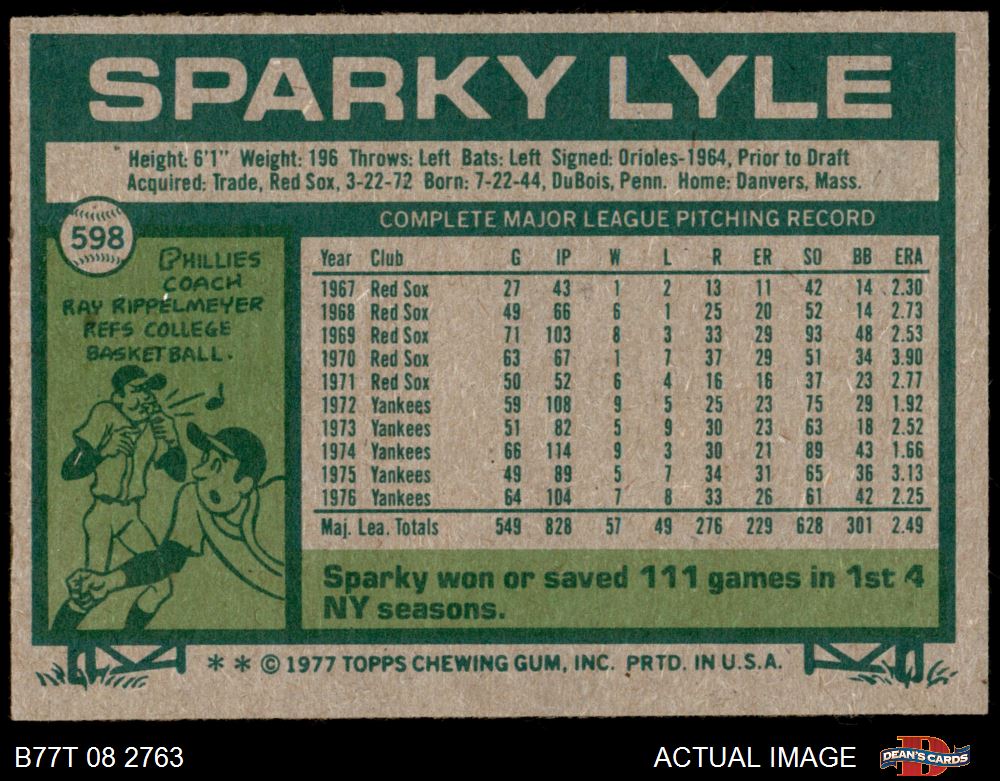 SPARKY LYLE
Height: 6'1" Weight: 196 Throws: Left Bats: Left Signed: Orioles-1964, Prior to Draft
Acquired: Trade, Red Sox, 3-22-72 Born: 7-22-44, DuBois, Penn. Home: Danvers, Mass.
598
PHILLIES
COACH
RAY RIPPELMEYER
REFS COLLEGE
BASKETBALL.
COMPLETE MAJOR LEAGUE PITCHING RECORD
Year Club G IP W L R ER SO BB ERA
1967 Red Sox 27 43 1 2 13 11 42 14 2.30
1968 Red Sox 49 66 6 1 25 20 52 14 2.73
1969 Red Sox 71 103 8 3 33 29 93 48 2.53
1970 Red Sox 63 67 1 7 37 29 51 34 3.90
1971 Red Sox 50 52 6 4 16 16 37 23 2.77
1972 Yankees 59 108 9 5 25 23 75 29 1.92
1973 Yankees 51 82 5 9 30 23 63 18 2.52
1974 Yankees 66 114 9 3 30 21 89 43 1.66
1975 Yankees 49 89 5 7 34 31 65 36 3.13
1976 Yankees 64 104 7 8 33 26 61 42 2.25
Maj. Lea. Totals 549 828 57 49 276 229 628 301 2.49
Sparky won or saved 111 games in 1st 4
NY seasons.
* * © 1977 TOPPS CHEWING GUM, INC. PRTD. IN U.S.A.
B77T 08 2763
ACTUAL IMAGE
DEAN'S CARDS